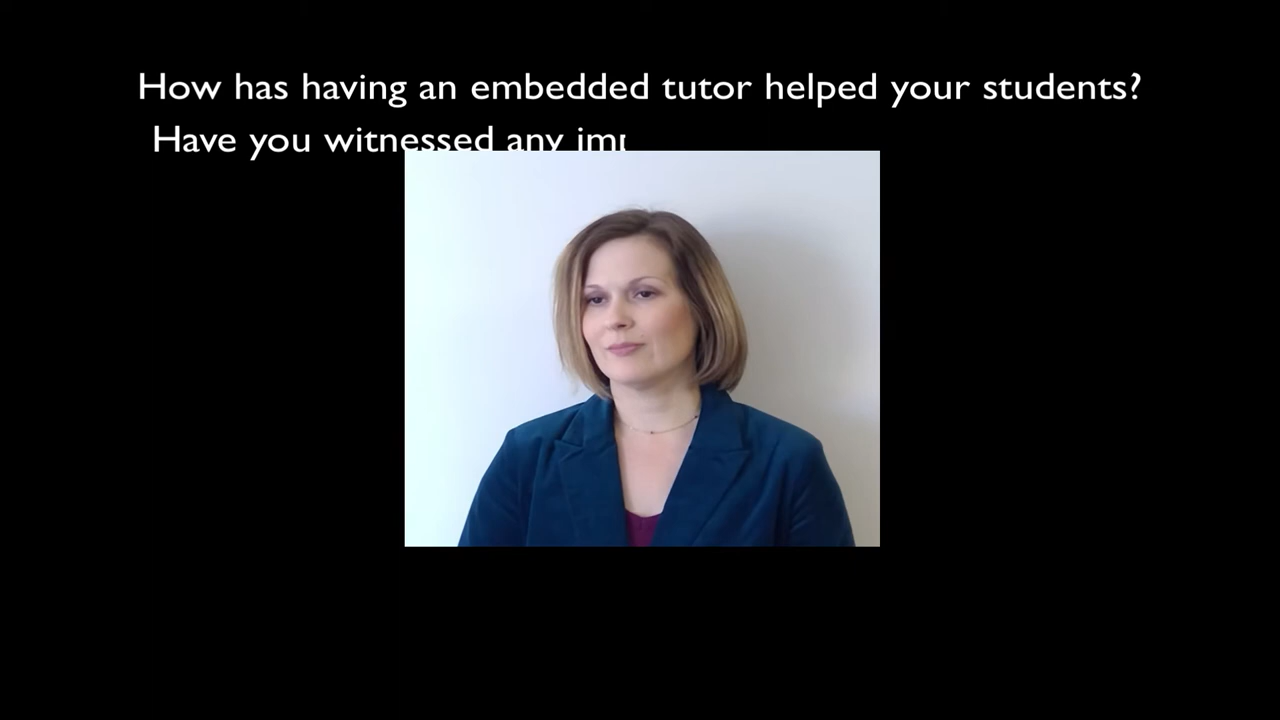 How has having an embedded tutor helped your students?
Have you witnessed any